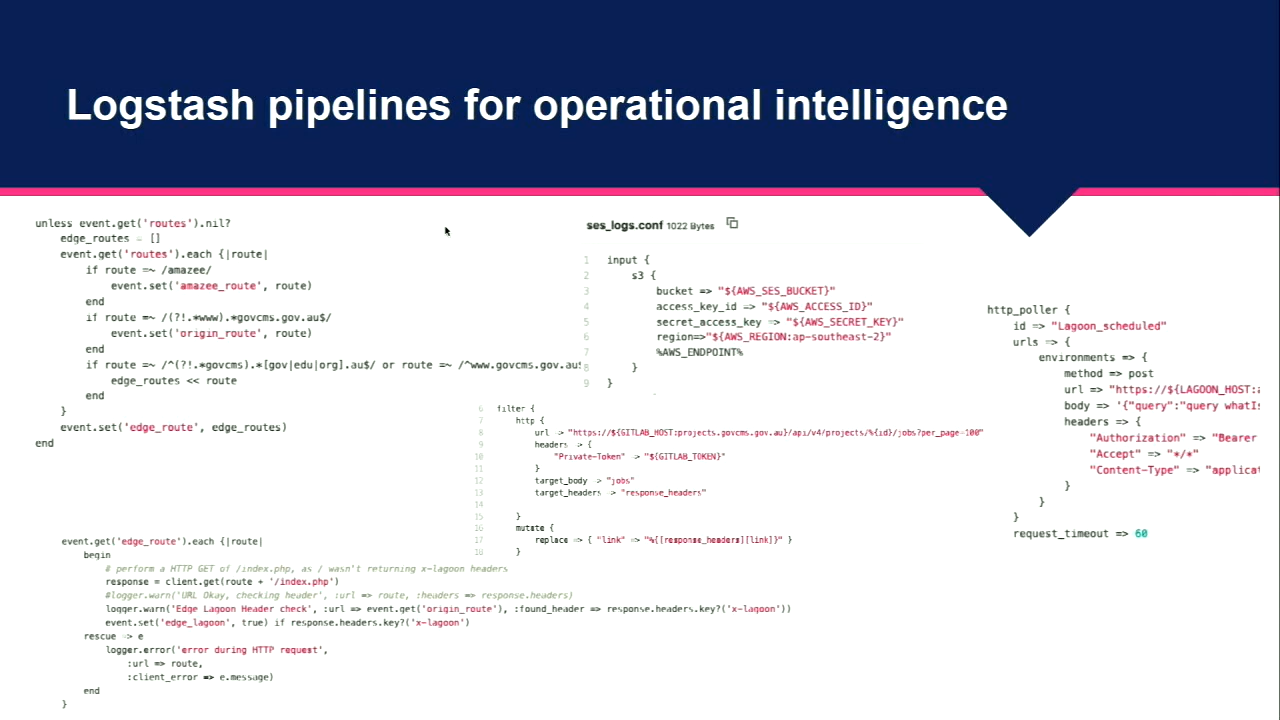 Logstash pipelines for operational intelligence
unless event.get('routes').nil?
edge_routes = []
event.get('routes').each {|route|
if route =~ /amazee/
event.set('amazee_route', route)
end
if route =~ /(?!.*www).*govcms.gov.au$/
event.set('origin_route', route)
end
if route =~ /^(?!.*govcms).*[gov|edu|org].au$/ or route =~ /^www.govcms.gov.au
edge_routes << route
end
}
event.set('edge_route', edge_routes)
end
ses_logs.conf 1022 Bytes
1 input {
2 s3 {
3 bucket => "${AWS_SES_BUCKET}"
4 access_key_id => "${AWS_ACCESS_ID}"
5 secret_access_key => "${AWS_SECRET_KEY}"
6 region=>"${AWS_REGION:ap-southeast-2}"
7 %AWS_ENDPOINT%
8 }
9 }
http_poller {
id => "Lagoon_scheduled"
urls => {
environments => {
method => post
url => "https://${LAGOON_HOST:
body => '{"query":"query whatIs
headers => {
"Authorization" => "Bearer
"Accept" => "*/*"
"Content-Type" => "applicat
}
}
}
request_timeout => 60
6 filter {
7 http {
8 url => "https://${GITLAB_HOST:projects.govcms.gov.au}/api/v4/projects/%{id}/jobs?per_page=100"
9 headers => {
10 "Private-Token" => "${GITLAB_TOKEN}"
11 }
12 target_body => "jobs"
13 target_headers => "response_headers"
14
15 }
16 mutate {
17 replace => { "link" => "%{[response_headers][link]}" }
18 }
event.get('edge_route').each {|route|
begin
# perform a HTTP GET of /index.php, as / wasn't returning x-lagoon headers
response = client.get(route + '/index.php')
#logger.warn('URL Okay, checking header', :url => route, :headers => response.headers)
logger.warn('Edge Lagoon Header check', :url => event.get('origin_route'), :found_header => response.headers.key?('x-lagoon'))
event.set('edge_lagoon', true) if response.headers.key?('x-lagoon')
rescue => e
logger.error('error during HTTP request',
:url => route,
:client_error => e.message)
end
}